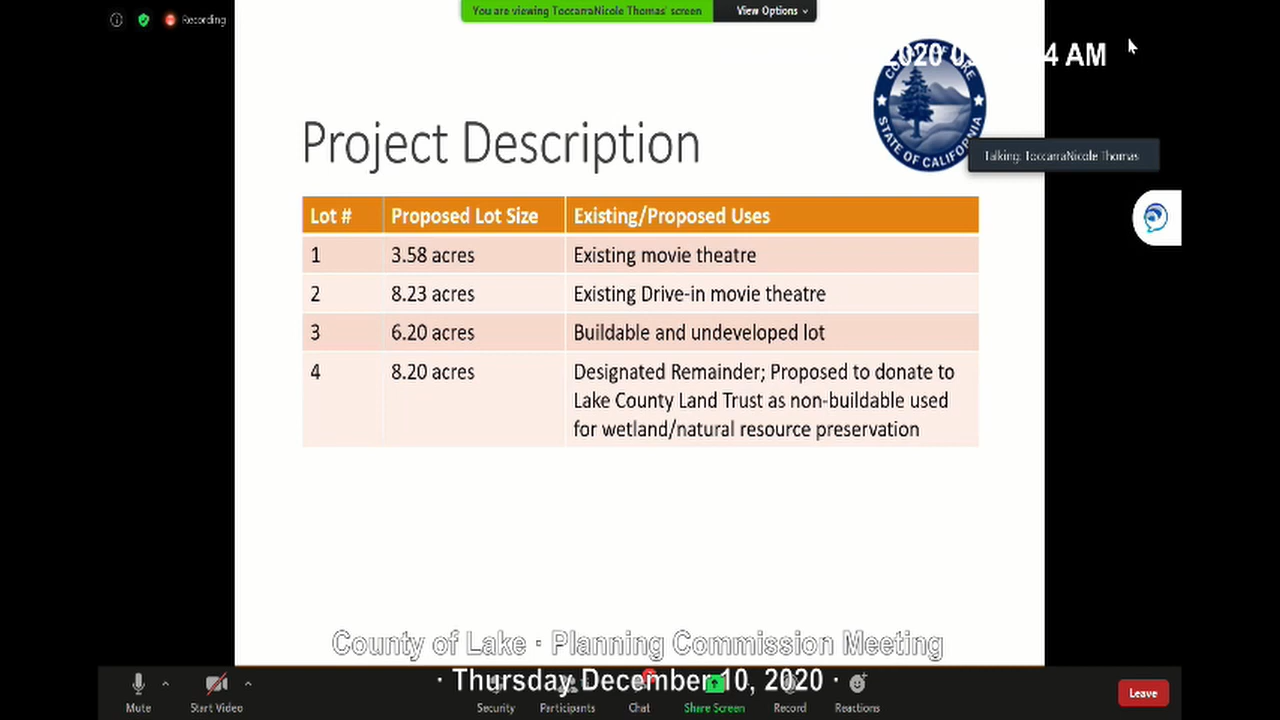 Recording
You are viewing ToccarraNicole Thomas' screen
View Options
2020
4 AM
COUNTY OF LAKE
STATE OF CALIFORNIA
Talking: ToccarraNicole Thomas
Project Description
Lot # Proposed Lot Size Existing/Proposed Uses
1 3.58 acres Existing movie theatre
2 8.23 acres Existing Drive-in movie theatre
3 6.20 acres Buildable and undeveloped lot
4 8.20 acres Designated Remainder; Proposed to donate to
Lake County Land Trust as non-buildable used
for wetland/natural resource preservation
County of Lake · Planning Commission Meeting
· Thursday December 10, 2020 ·
Mute
Start Video
Security
Participants
Chat
Share Screen
Record
Reactions
Leave